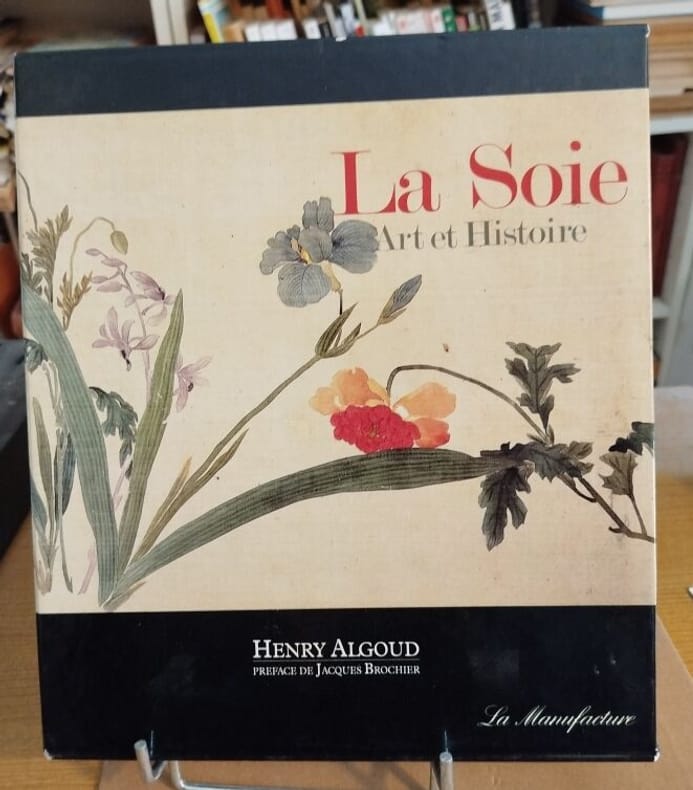 La Soie
Art et Histoire
HENRY ALGOUD
PREFACE DE JACQUES BROCHIER
La Manufacture